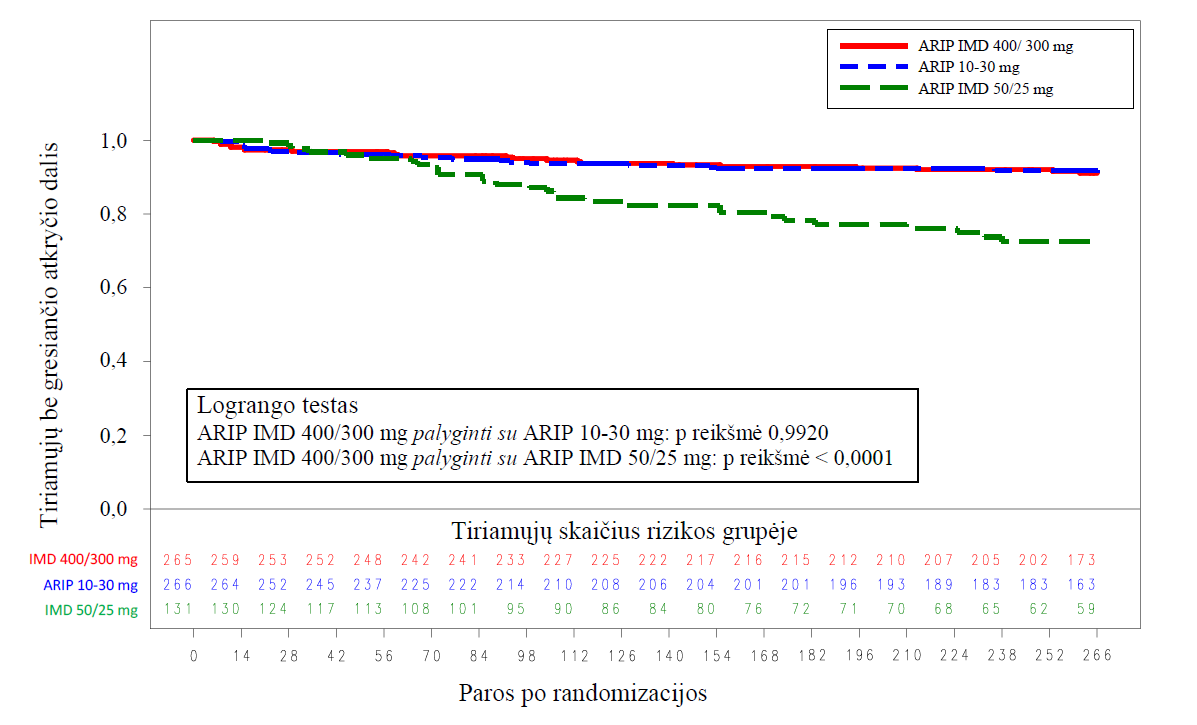 ARIP IMD 400/ 300 mg
ARIP 10-30 mg
ARIP IMD 50/25 mg
Tiriamųjų be gresiančio atkryčio dalis
1,0
0,8
0,6
0,4
0,2
0,0
Logrango testas
ARIP IMD 400/300 mg palyginti su ARIP 10-30 mg: p reikšmė 0,9920
ARIP IMD 400/300 mg palyginti su ARIP IMD 50/25 mg: p reikšmė < 0,0001
Tiriamųjų skaičius rizikos grupėje
IMD 400/300 mg 265 259 253 252 248 242 241 233 227 225 222 217 216 215 212 210 207 205 202 173
ARIP 10-30 mg 266 264 252 245 237 225 222 214 210 208 206 204 201 201 196 193 189 183 183 163
IMD 50/25 mg 131 130 124 117 113 108 101 95 90 86 84 80 76 72 71 70 68 65 62 59
0 14 28 42 56 70 84 98 112 126 140 154 168 182 196 210 224 238 252 266
Paros po randomizacijos